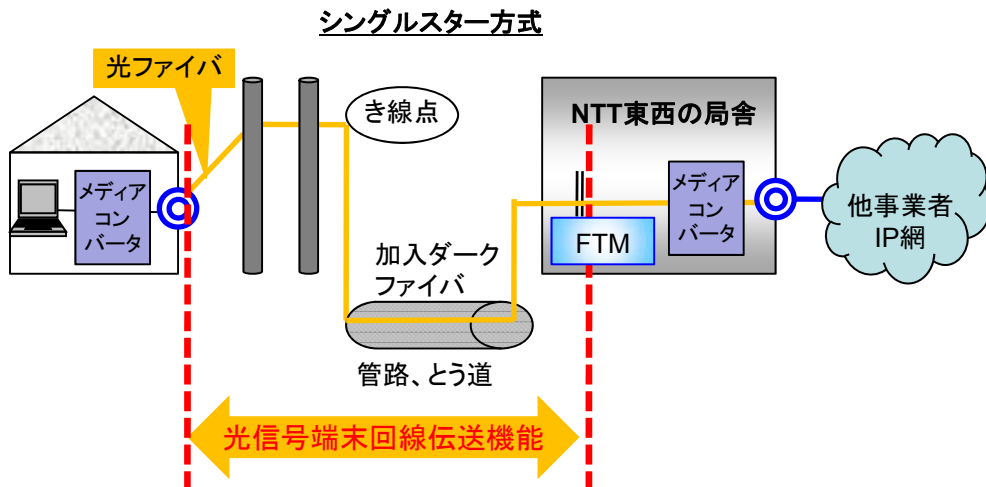 シングルスター方式
光ファイバ
き線点
NTT東西の局舎
メディア
コン
バータ
メディア
コン
バータ
他事業者
IP網
FTM
加入ダーク
ファイバ
管路、とう道
光信号端末回線伝送機能